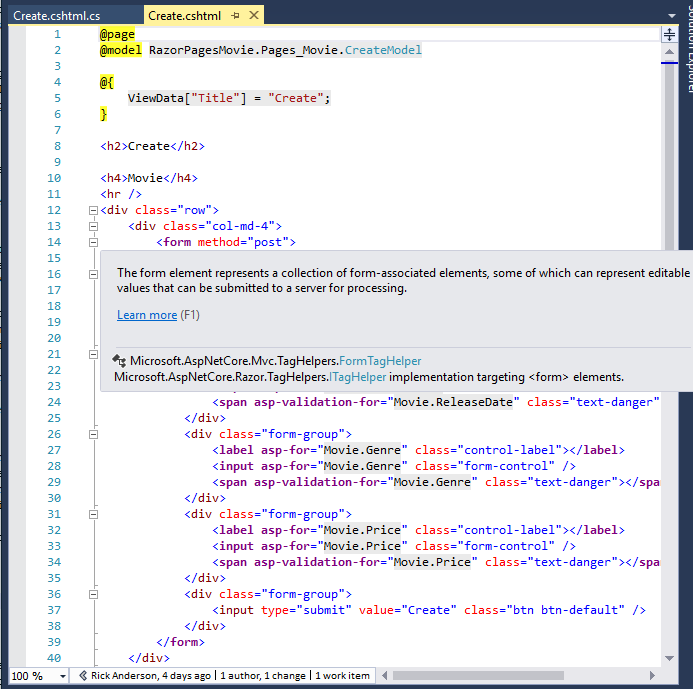 Create.cshtml.cs
Create.cshtml
Solution Explorer
1 @page
2 @model RazorPagesMovie.Pages_Movie.CreateModel
3
4 @{
5 ViewData["Title"] = "Create";
6 }
7
8 <h2>Create</h2>
9
10 <h4>Movie</h4>
11 <hr />
12 <div class="row">
13 <div class="col-md-4">
14 <form method="post">
15
16
17
18
19
20
21
22
23
The form element represents a collection of form-associated elements, some of which can represent editable
values that can be submitted to a server for processing.
Learn more (F1)
Microsoft.AspNetCore.Mvc.TagHelpers.FormTagHelper
Microsoft.AspNetCore.Razor.TagHelpers.ITagHelper implementation targeting <form> elements.
24 <span asp-validation-for="Movie.ReleaseDate" class="text-danger"
25 </div>
26 <div class="form-group">
27 <label asp-for="Movie.Genre" class="control-label"></label>
28 <input asp-for="Movie.Genre" class="form-control" />
29 <span asp-validation-for="Movie.Genre" class="text-danger"></spa
30 </div>
31 <div class="form-group">
32 <label asp-for="Movie.Price" class="control-label"></label>
33 <input asp-for="Movie.Price" class="form-control" />
34 <span asp-validation-for="Movie.Price" class="text-danger"></spa
35 </div>
36 <div class="form-group">
37 <input type="submit" value="Create" class="btn btn-default" />
38 </div>
39 </form>
40 </div>
100 % Rick Anderson, 4 days ago | 1 author, 1 change | 1 work item